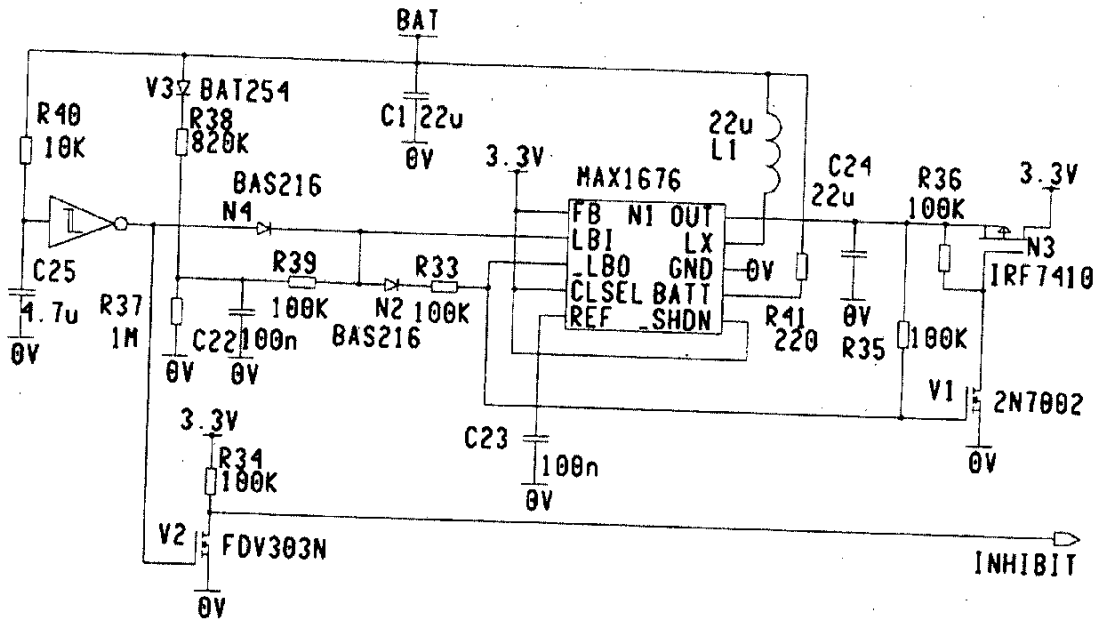 BAT
V3 BAT254
R40
10K
R38
820K
C1 22u
0V
22u
L1
3.3V
MAX1676
C24
22u
R36
100K
3.3V
BAS216
N4
FB N1 OUT
LBI LX
_LBO GND 0V
CLSEL BATT
REF _SHDN
N3
IRF7410
C25
4.7u
0V
R39
100K
R33
100K
N2
BAS216
R37
1M
0V
C22 100n
0V
R41
220
0V
R35 100K
V1 2N7002
0V
3.3V
R34
100K
C23
100n
0V
V2 FDV303N
0V
INHIBIT